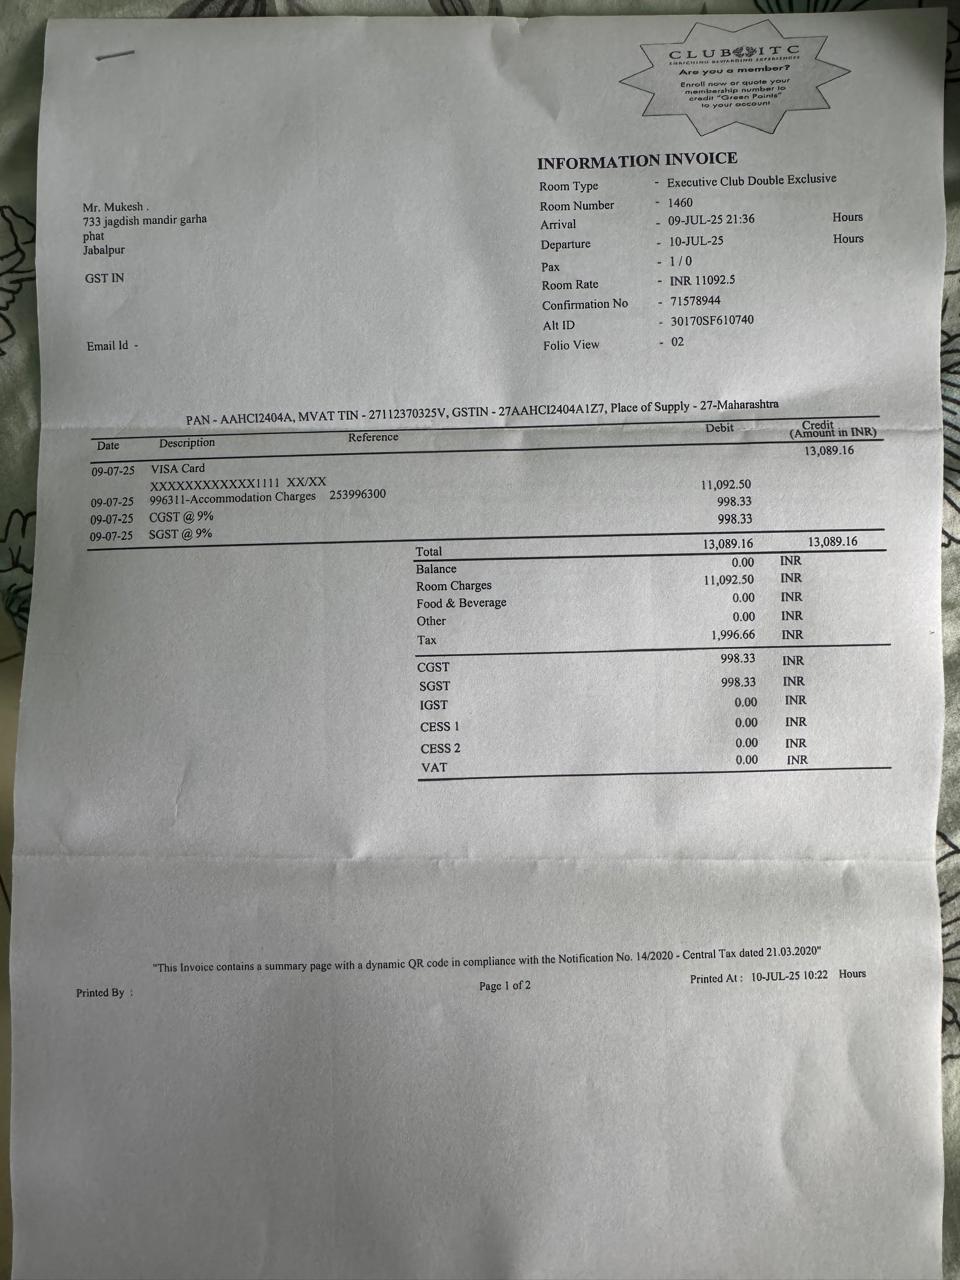 CLUB ITC
ENRICHING REWARDING EXPERIENCES
Are you a member?
Enroll now or quote your
membership number to
credit "Green Points"
to your account
INFORMATION INVOICE
Mr. Mukesh .
733 jagdish mandir garha
phat
Jabalpur
GST IN
Email Id -
Room Type - Executive Club Double Exclusive
Room Number - 1460
Arrival - 09-JUL-25 21:36 Hours
Departure - 10-JUL-25 Hours
Pax - 1 / 0
Room Rate - INR 11092.5
Confirmation No - 71578944
Alt ID - 30170SF610740
Folio View - 02
PAN - AAHCI2404A, MVAT TIN - 27112370325V, GSTIN - 27AAHCI2404A1Z7, Place of Supply - 27-Maharashtra
Date Description Reference Debit Credit
(Amount in INR)
09-07-25 VISA Card 13,089.16
XXXXXXXXXXXX1111 XX/XX
09-07-25 996311-Accommodation Charges 253996300 11,092.50
09-07-25 CGST @ 9% 998.33
09-07-25 SGST @ 9% 998.33
Total 13,089.16 13,089.16
Balance 0.00 INR
Room Charges 11,092.50 INR
Food & Beverage 0.00 INR
Other 0.00 INR
Tax 1,996.66 INR
CGST 998.33 INR
SGST 998.33 INR
IGST 0.00 INR
CESS 1 0.00 INR
CESS 2 0.00 INR
VAT 0.00 INR
"This Invoice contains a summary page with a dynamic QR code in compliance with the Notification No. 14/2020 - Central Tax dated 21.03.2020"
Printed By : Page 1 of 2 Printed At : 10-JUL-25 10:22 Hours